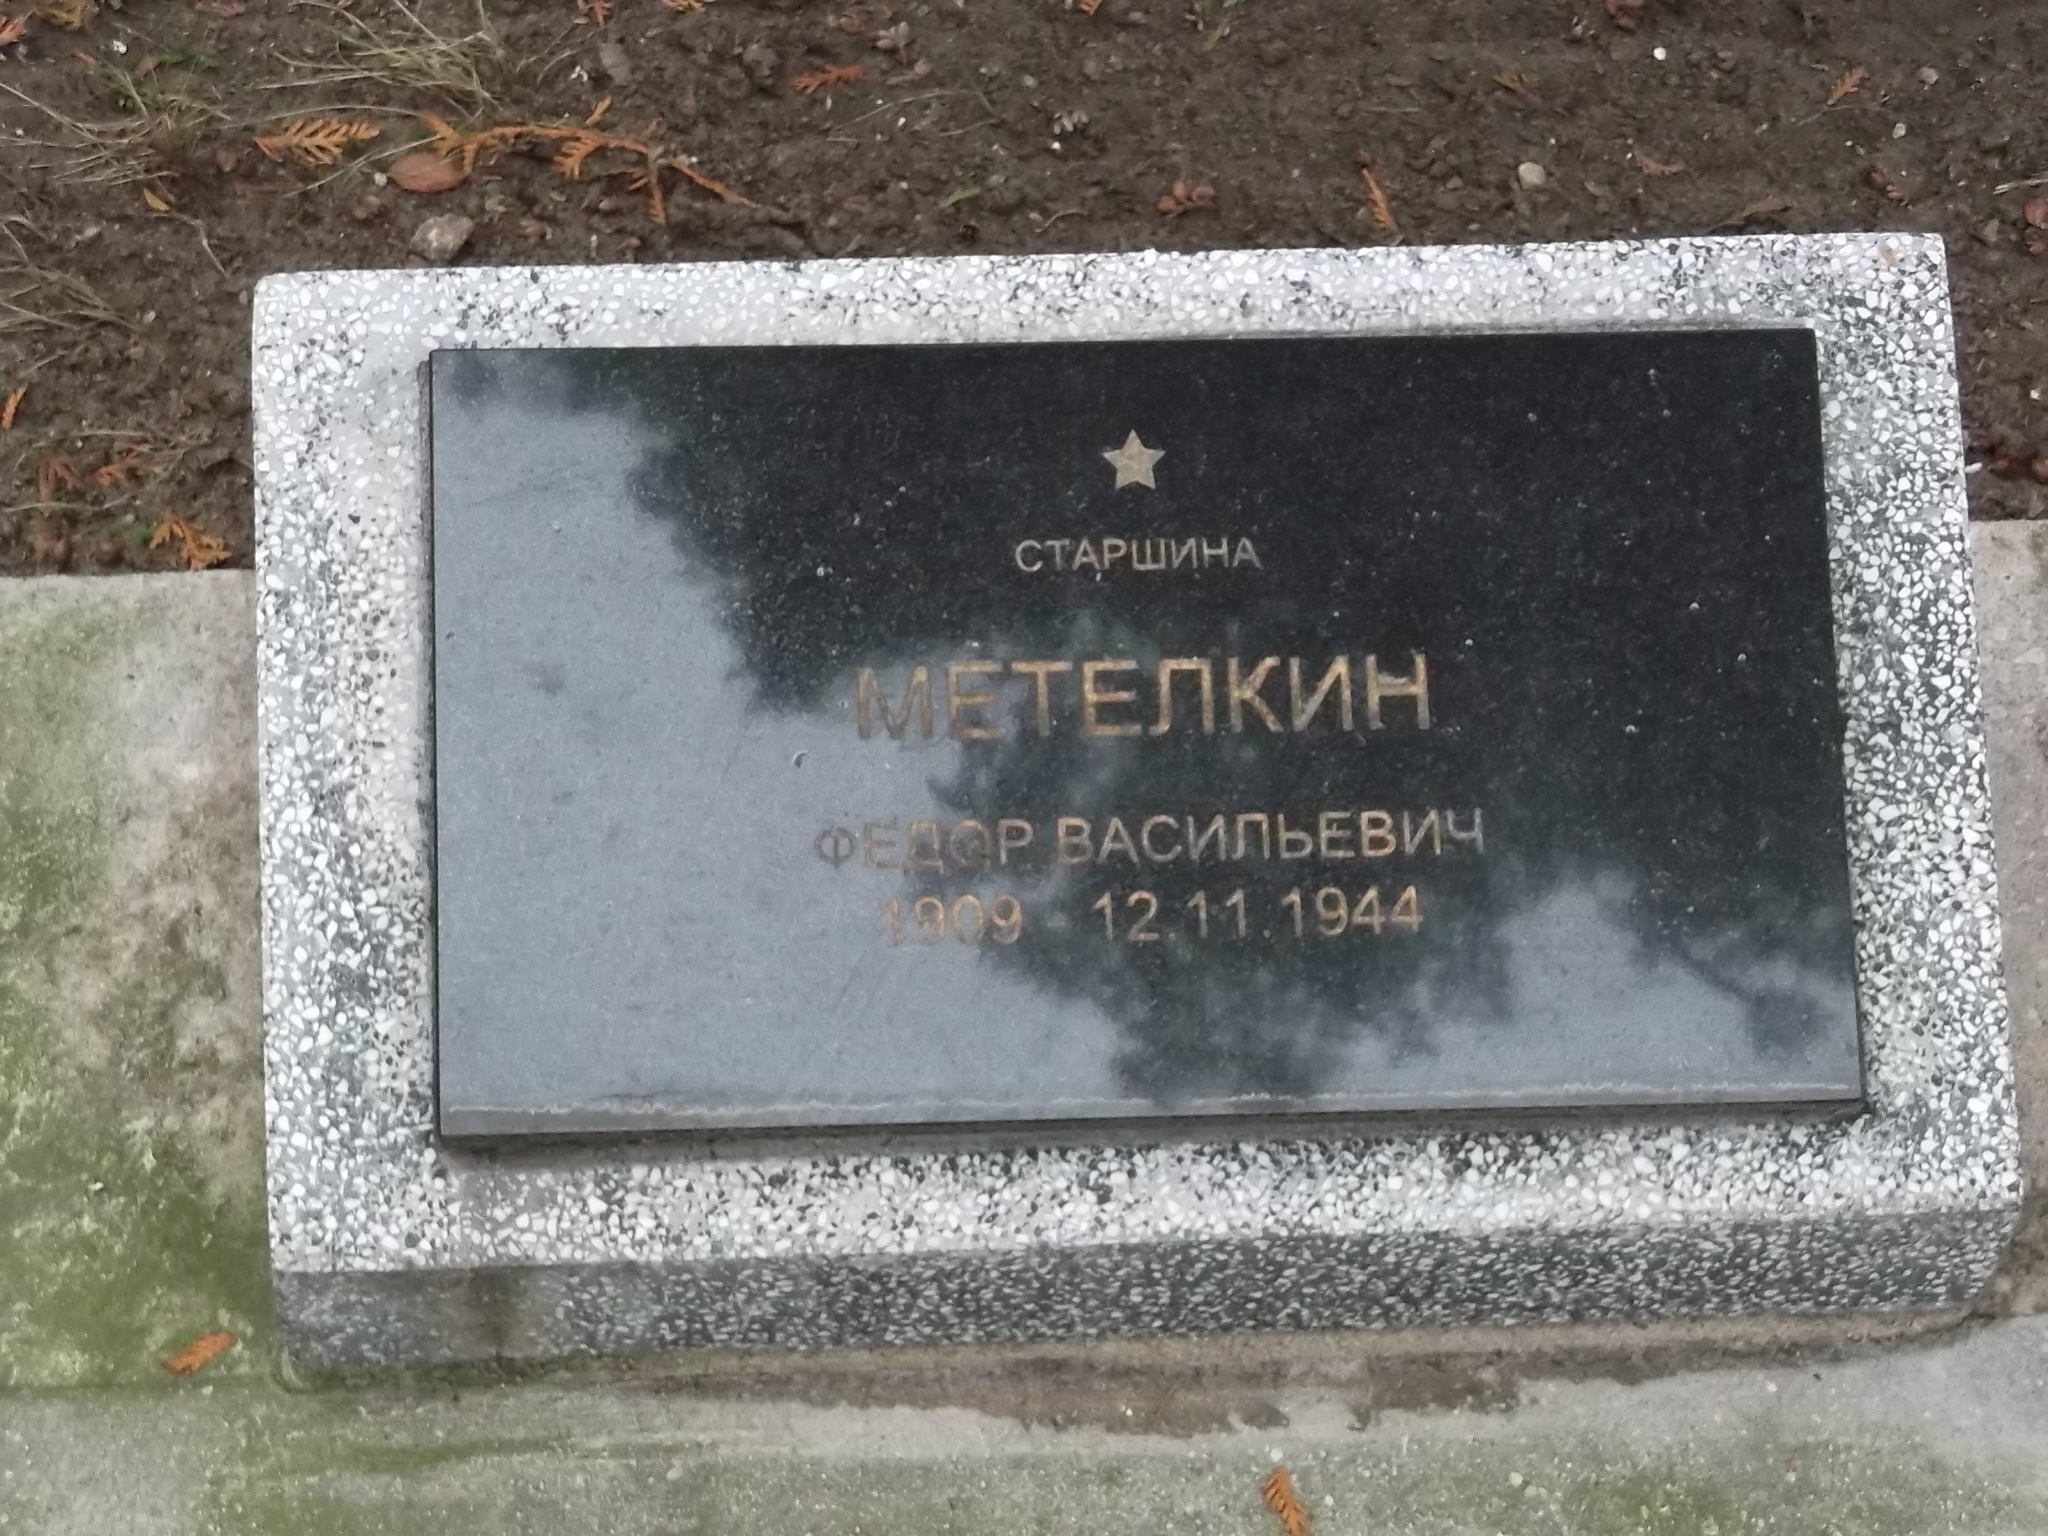 СТАРШИНА
МЕТЕЛКИН
ФЕДОР ВАСИЛЬЕВИЧ
1909 - 12.11.1944